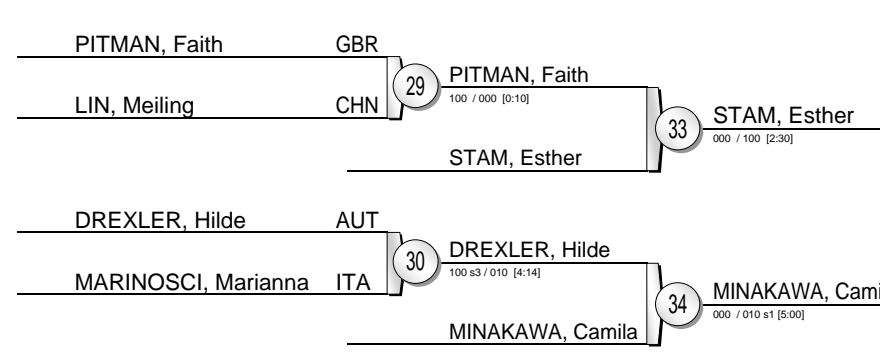 PITMAN, Faith GBR
29
PITMAN, Faith
100 / 000 [0:10]
LIN, Meiling CHN
33
STAM, Esther
000 / 100 [2:30]
STAM, Esther
DREXLER, Hilde AUT
30
DREXLER, Hilde
100 s3 / 010 [4:14]
MARINOSCI, Marianna ITA
34
MINAKAWA, Cami
000 / 010 s1 [5:00]
MINAKAWA, Camila